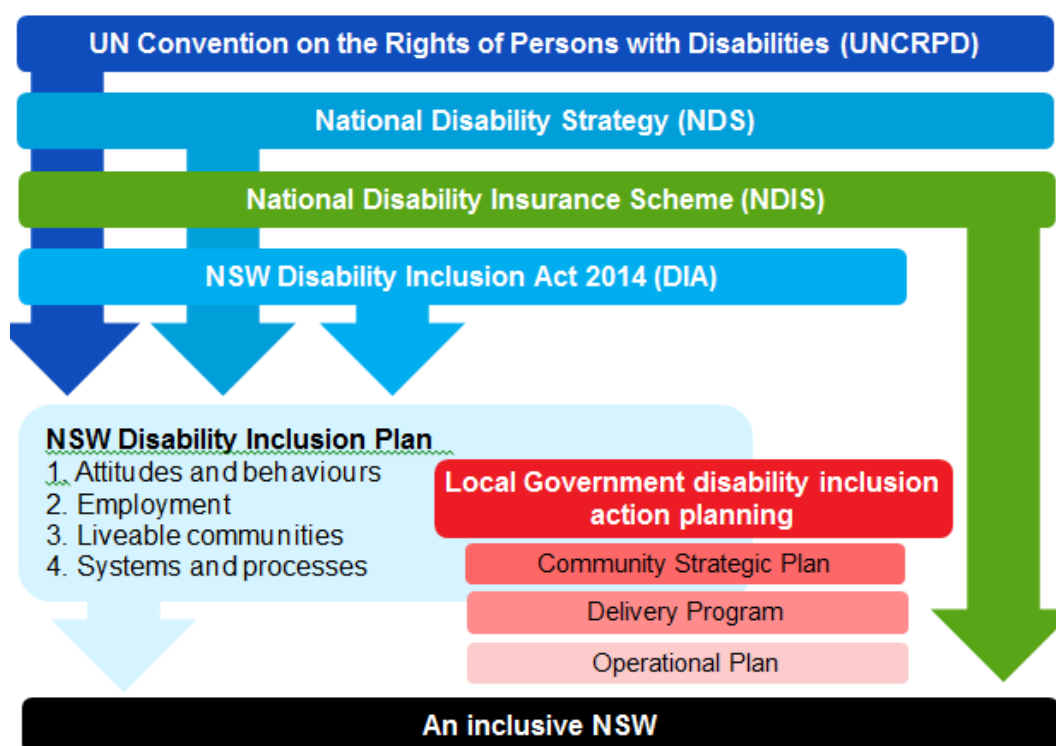 UN Convention on the Rights of Persons with Disabilities (UNCRPD)
National Disability Strategy (NDS)
National Disability Insurance Scheme (NDIS)
NSW Disability Inclusion Act 2014 (DIA)
NSW Disability Inclusion Plan
1. Attitudes and behaviours
2. Employment
3. Liveable communities
4. Systems and processes
Local Government disability inclusion
action planning
Community Strategic Plan
Delivery Program
Operational Plan
An inclusive NSW